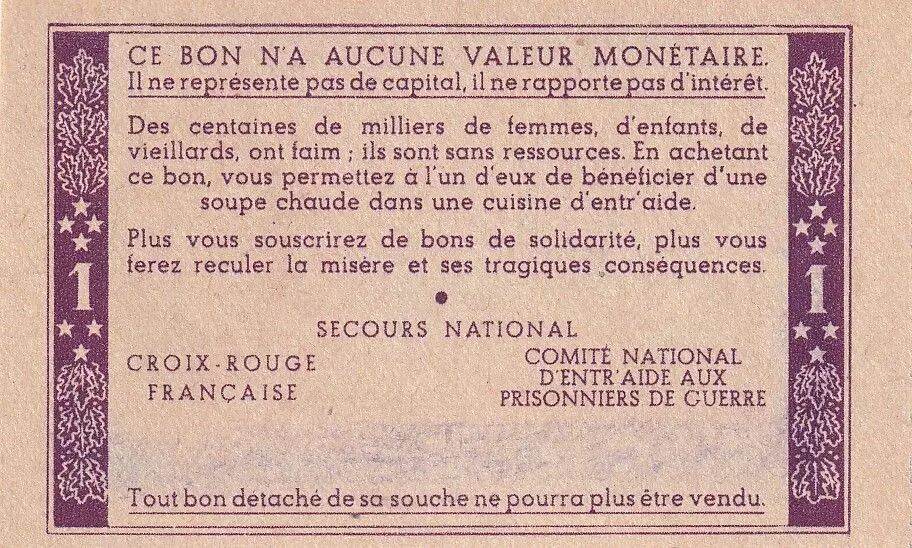 CE BON N'A AUCUNE VALEUR MONÉTAIRE.
Il ne représente pas de capital, il ne rapporte pas d'intérêt.
Des centaines de milliers de femmes, d'enfants, de
vieillards, ont faim ; ils sont sans ressources. En achetant
ce bon, vous permettez à l'un d'eux de bénéficier d'une
soupe chaude dans une cuisine d'entr'aide.
Plus vous souscrirez de bons de solidarité, plus vous
ferez reculer la misère et ses tragiques conséquences.
1
1
SECOURS NATIONAL
CROIX-ROUGE
FRANÇAISE
COMITÉ NATIONAL
D'ENTR'AIDE AUX
PRISONNIERS DE GUERRE
Tout bon détaché de sa souche ne pourra plus être vendu.